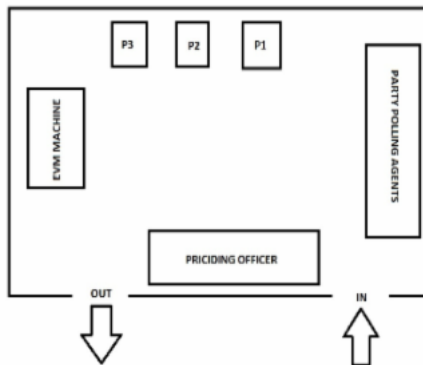 P3
P2
P1
EVM MACHINE
PARTY POLLING AGENTS
PRICIDING OFFICER
OUT
IN